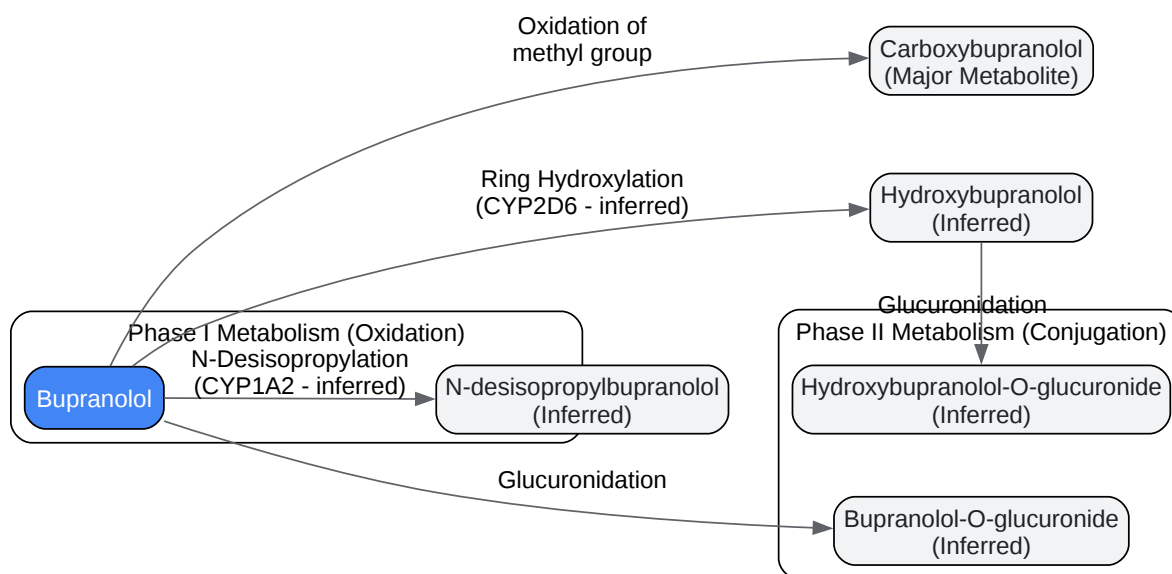 Oxidation of
methyl group
Carboxybupranolol
(Major Metabolite)
Ring Hydroxylation
(CYP2D6 - inferred)
Hydroxybupranolol
(Inferred)
Glucuronidation
Phase I Metabolism (Oxidation)
Phase II Metabolism (Conjugation)
N-Desisopropylation
(CYP1A2 - inferred)
Bupranolol
N-desisopropylbupranolol
(Inferred)
Hydroxybupranolol-O-glucuronide
(Inferred)
Glucuronidation
Bupranolol-O-glucuronide
(Inferred)